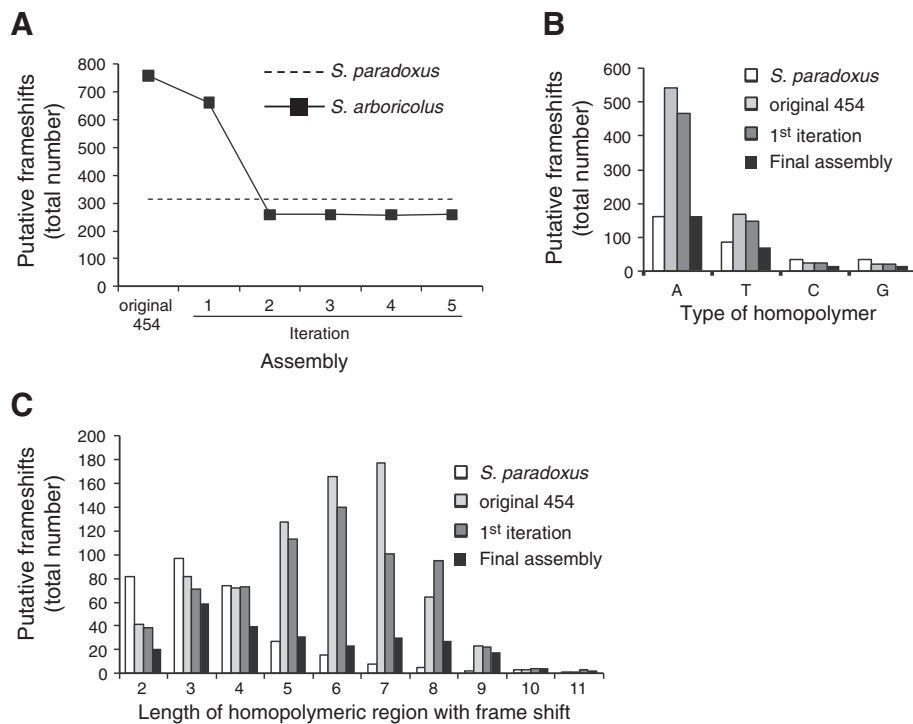 A
Putative frameshifts
(total number)
800
700
600
500
400
300
200
100
0
S. paradoxus
S. arboricolus
original
454
1 2 3 4 5
Iteration
Assembly
B
Putative frameshifts
(total number)
600
500
400
300
200
100
0
S. paradoxus
original 454
1st iteration
Final assembly
A T C G
Type of homopolymer
C
Putative frameshifts
(total number)
200
180
160
140
120
100
80
60
40
20
0
S. paradoxus
original 454
1st iteration
Final assembly
2 3 4 5 6 7 8 9 10 11
Length of homopolymeric region with frame shift